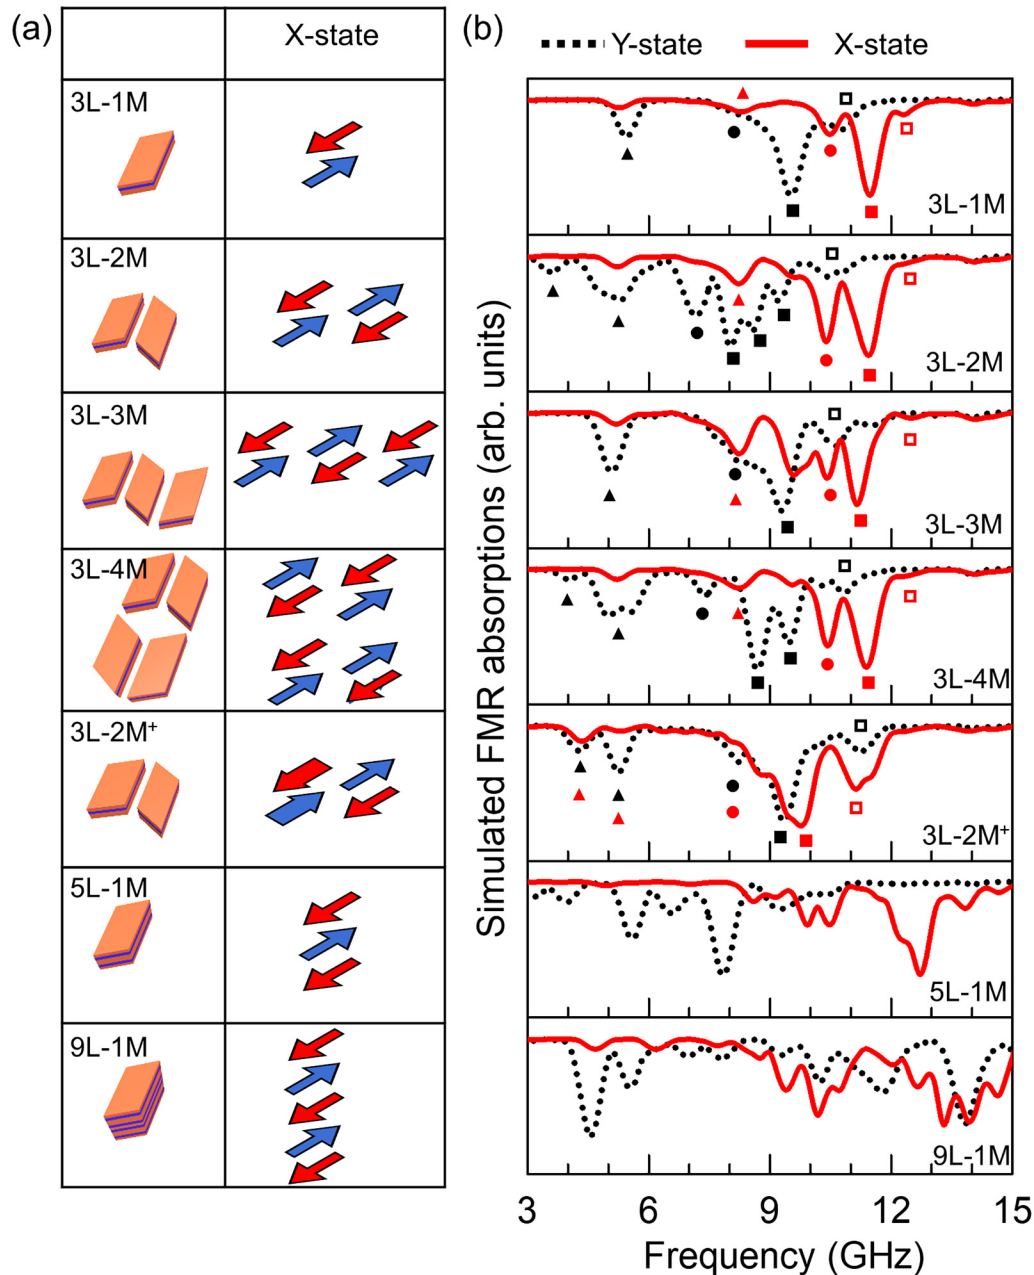 (a)
X-state
3L-1M
3L-2M
3L-3M
3L-4M
3L-2M⁺
5L-1M
9L-1M
(b)
Y-state
X-state
Simulated FMR absorptions (arb. units)
3L-1M
3L-2M
3L-3M
3L-4M
3L-2M⁺
5L-1M
9L-1M
3 6 9 12 15
Frequency (GHz)